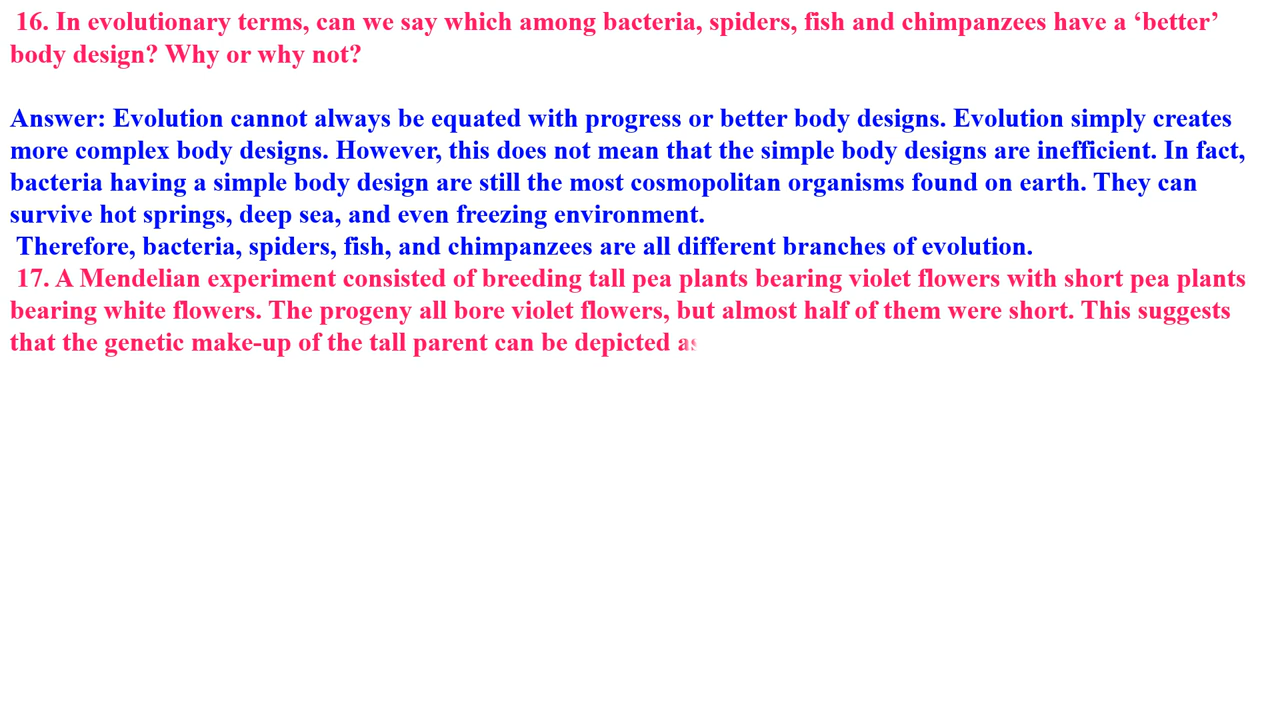 16. In evolutionary terms, can we say which among bacteria, spiders, fish and chimpanzees have a ‘better’
body design? Why or why not?
Answer: Evolution cannot always be equated with progress or better body designs. Evolution simply creates
more complex body designs. However, this does not mean that the simple body designs are inefficient. In fact,
bacteria having a simple body design are still the most cosmopolitan organisms found on earth. They can
survive hot springs, deep sea, and even freezing environment.
Therefore, bacteria, spiders, fish, and chimpanzees are all different branches of evolution.
17. A Mendelian experiment consisted of breeding tall pea plants bearing violet flowers with short pea plants
bearing white flowers. The progeny all bore violet flowers, but almost half of them were short. This suggests
that the genetic make-up of the tall parent can be depicted as